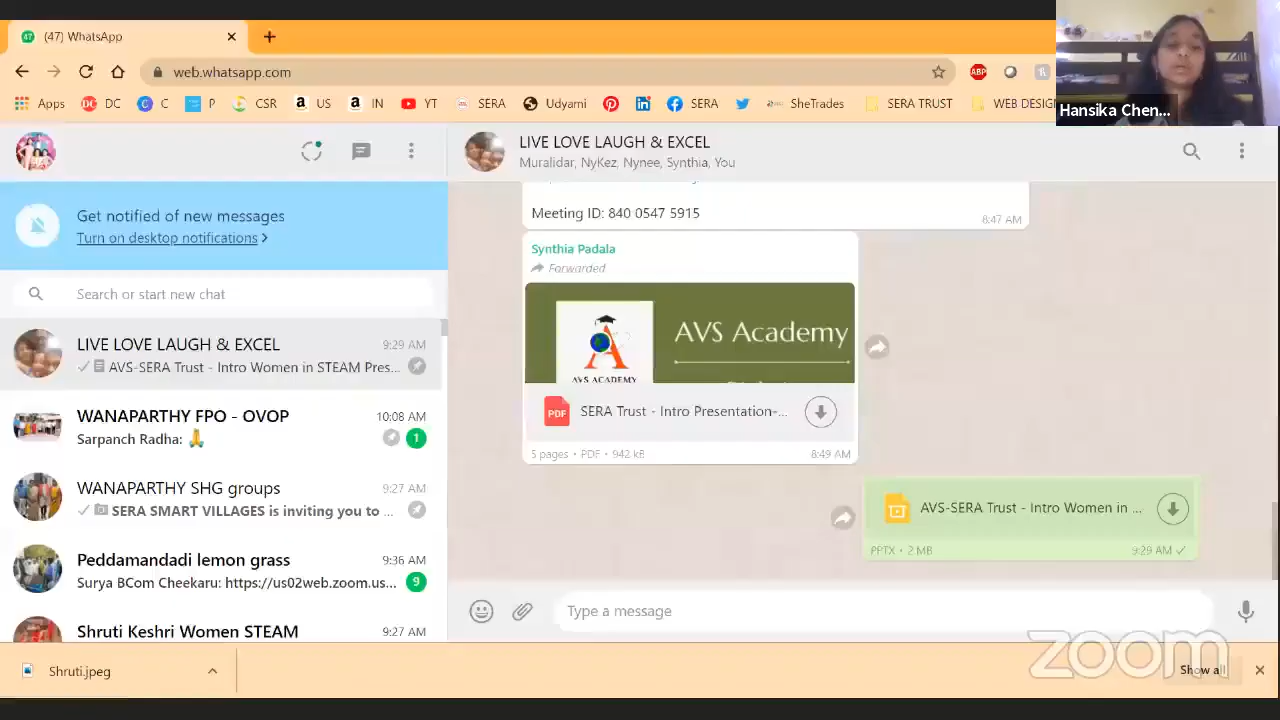 (47) WhatsApp
web.whatsapp.com
ABP
Apps DC C P CSR US IN YT SERA Udyami SERA SheTrades SERA TRUST WEB DESIG
Hansika Chen...
LIVE LOVE LAUGH & EXCEL
Muralidar, NyKez, Nynee, Synthia, You
Get notified of new messages
Turn on desktop notifications >
Search or start new chat
LIVE LOVE LAUGH & EXCEL 9:29 AM
AVS-SERA Trust - Intro Women in STEAM Pres...
WANAPARTHY FPO - OVOP 10:08 AM
Sarpanch Radha: 🙏 1
WANAPARTHY SHG groups 9:27 AM
SERA SMART VILLAGES is inviting you to ...
Peddamandadi lemon grass 9:36 AM
Surya BCom Cheekaru: https://us02web.zoom.us... 9
Shruti Keshri Women STEAM 9:27 AM
Meeting ID: 840 0547 5915
8:47 AM
Synthia Padala
Forwarded
AVS Academy
AVS ACADEMY
PDF SERA Trust - Intro Presentation-...
5 pages • PDF • 942 kB 8:49 AM
AVS-SERA Trust - Intro Women in ...
PPTX • 2 MB 9:29 AM
Type a message
Shruti.jpeg
Show all
zoom